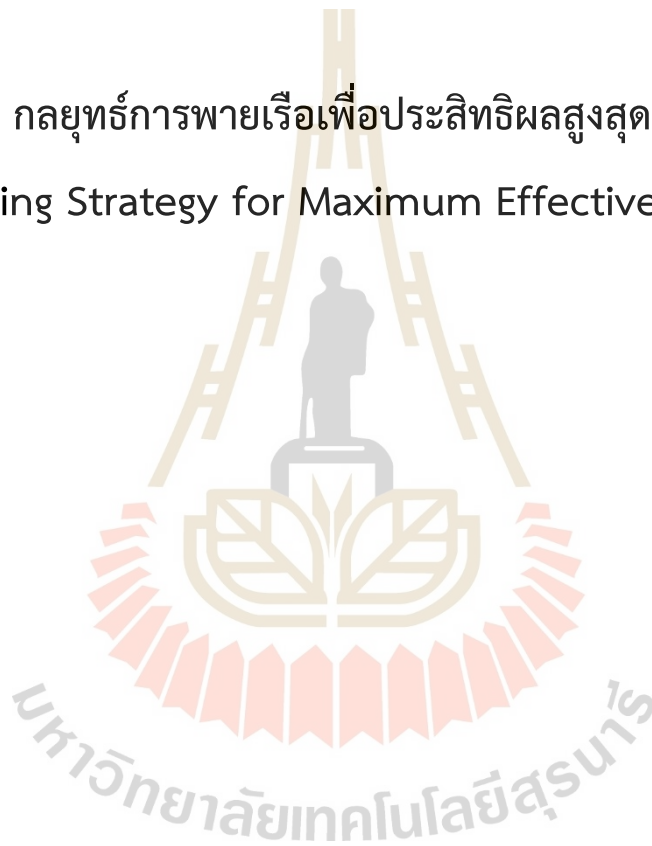 กลยุทธ์การพายเรือเพื่อประสิทธิผลสูงสุด
ing Strategy for Maximum Effective
มหาวิทยาลัยเทคโนโลยีสุรนารี